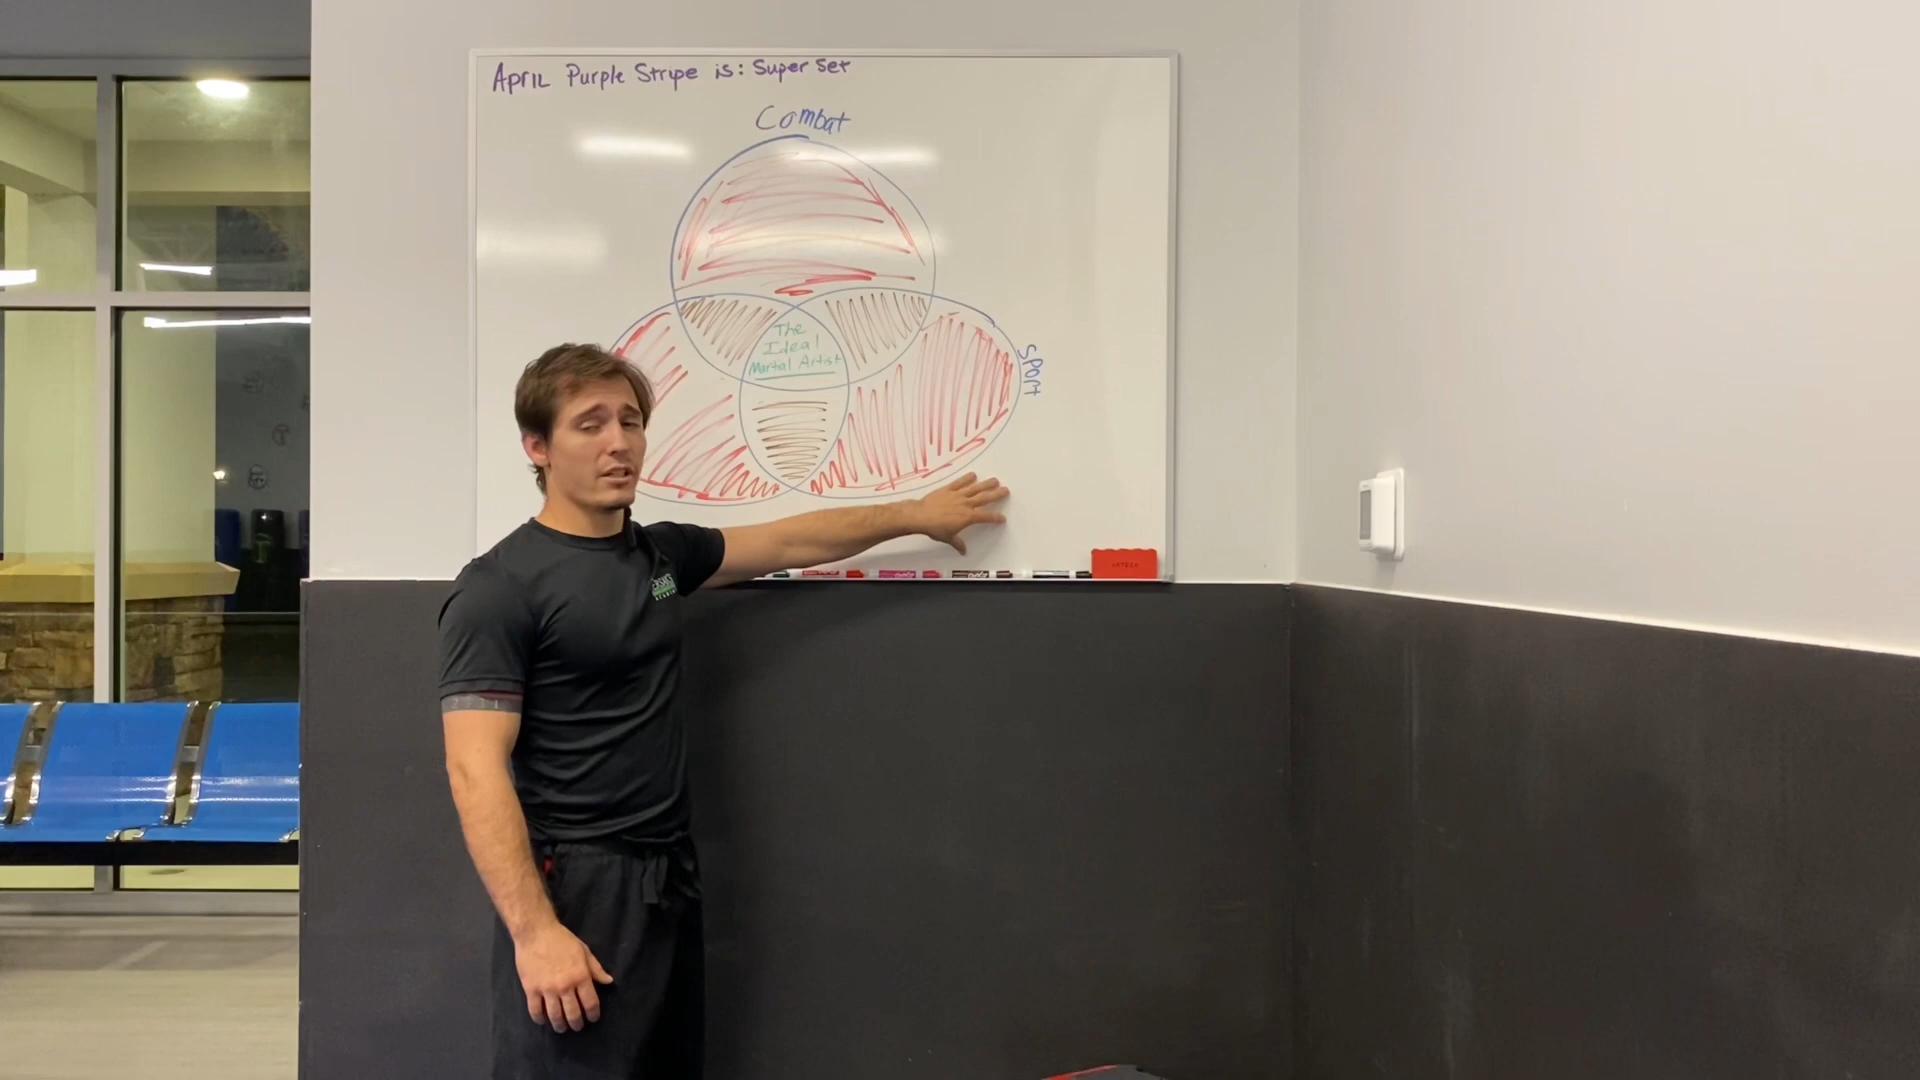 April Purple Stripe is: Super Set
Combat
The
Ideal
Martial Artist
Sport